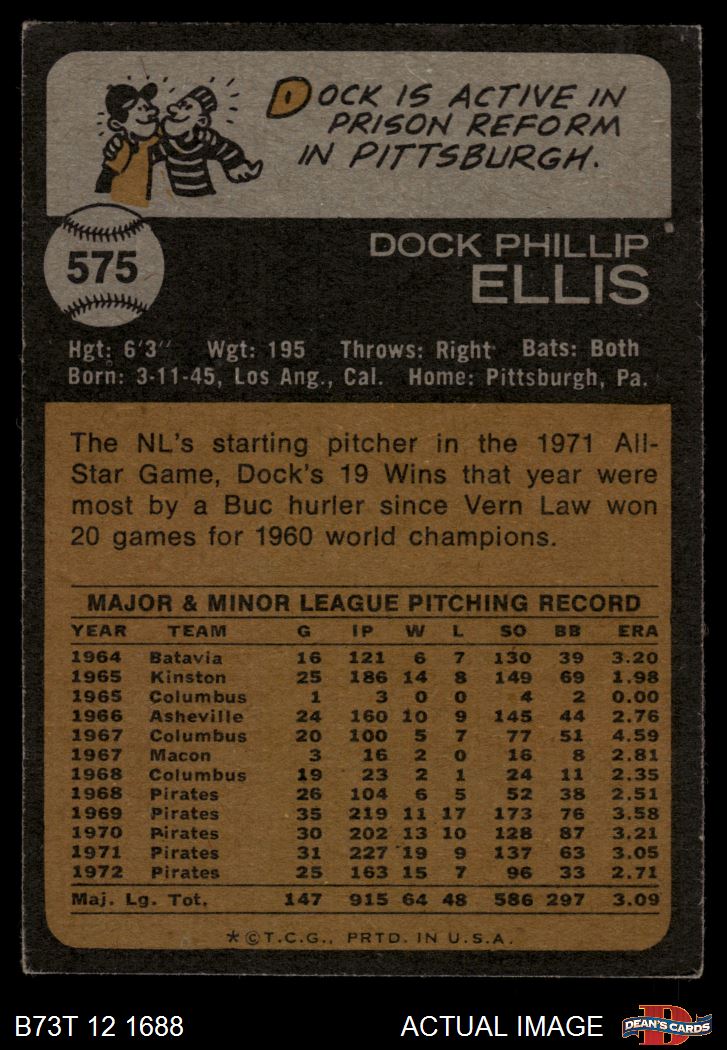 DOCK IS ACTIVE IN
PRISON REFORM
IN PITTSBURGH.
575
DOCK PHILLIP
ELLIS
Hgt: 6'3" Wgt: 195 Throws: Right Bats: Both
Born: 3-11-45, Los Ang., Cal. Home: Pittsburgh, Pa.
The NL's starting pitcher in the 1971 All-
Star Game, Dock's 19 Wins that year were
most by a Buc hurler since Vern Law won
20 games for 1960 world champions.
MAJOR & MINOR LEAGUE PITCHING RECORD
YEAR TEAM G IP W L SO BB ERA
1964 Batavia 16 121 6 7 130 39 3.20
1965 Kinston 25 186 14 8 149 69 1.98
1965 Columbus 1 3 0 0 4 2 0.00
1966 Asheville 24 160 10 9 145 44 2.76
1967 Columbus 20 100 5 7 77 51 4.59
1967 Macon 3 16 2 0 16 8 2.81
1968 Columbus 19 23 2 1 24 11 2.35
1968 Pirates 26 104 6 5 52 38 2.51
1969 Pirates 35 219 11 17 173 76 3.58
1970 Pirates 30 202 13 10 128 87 3.21
1971 Pirates 31 227 19 9 137 63 3.05
1972 Pirates 25 163 15 7 96 33 2.71
Maj. Lg. Tot. 147 915 64 48 586 297 3.09
*©T.C.G., PRTD. IN U.S.A.
B73T 12 1688 ACTUAL IMAGE
D
DEAN'S CARDS